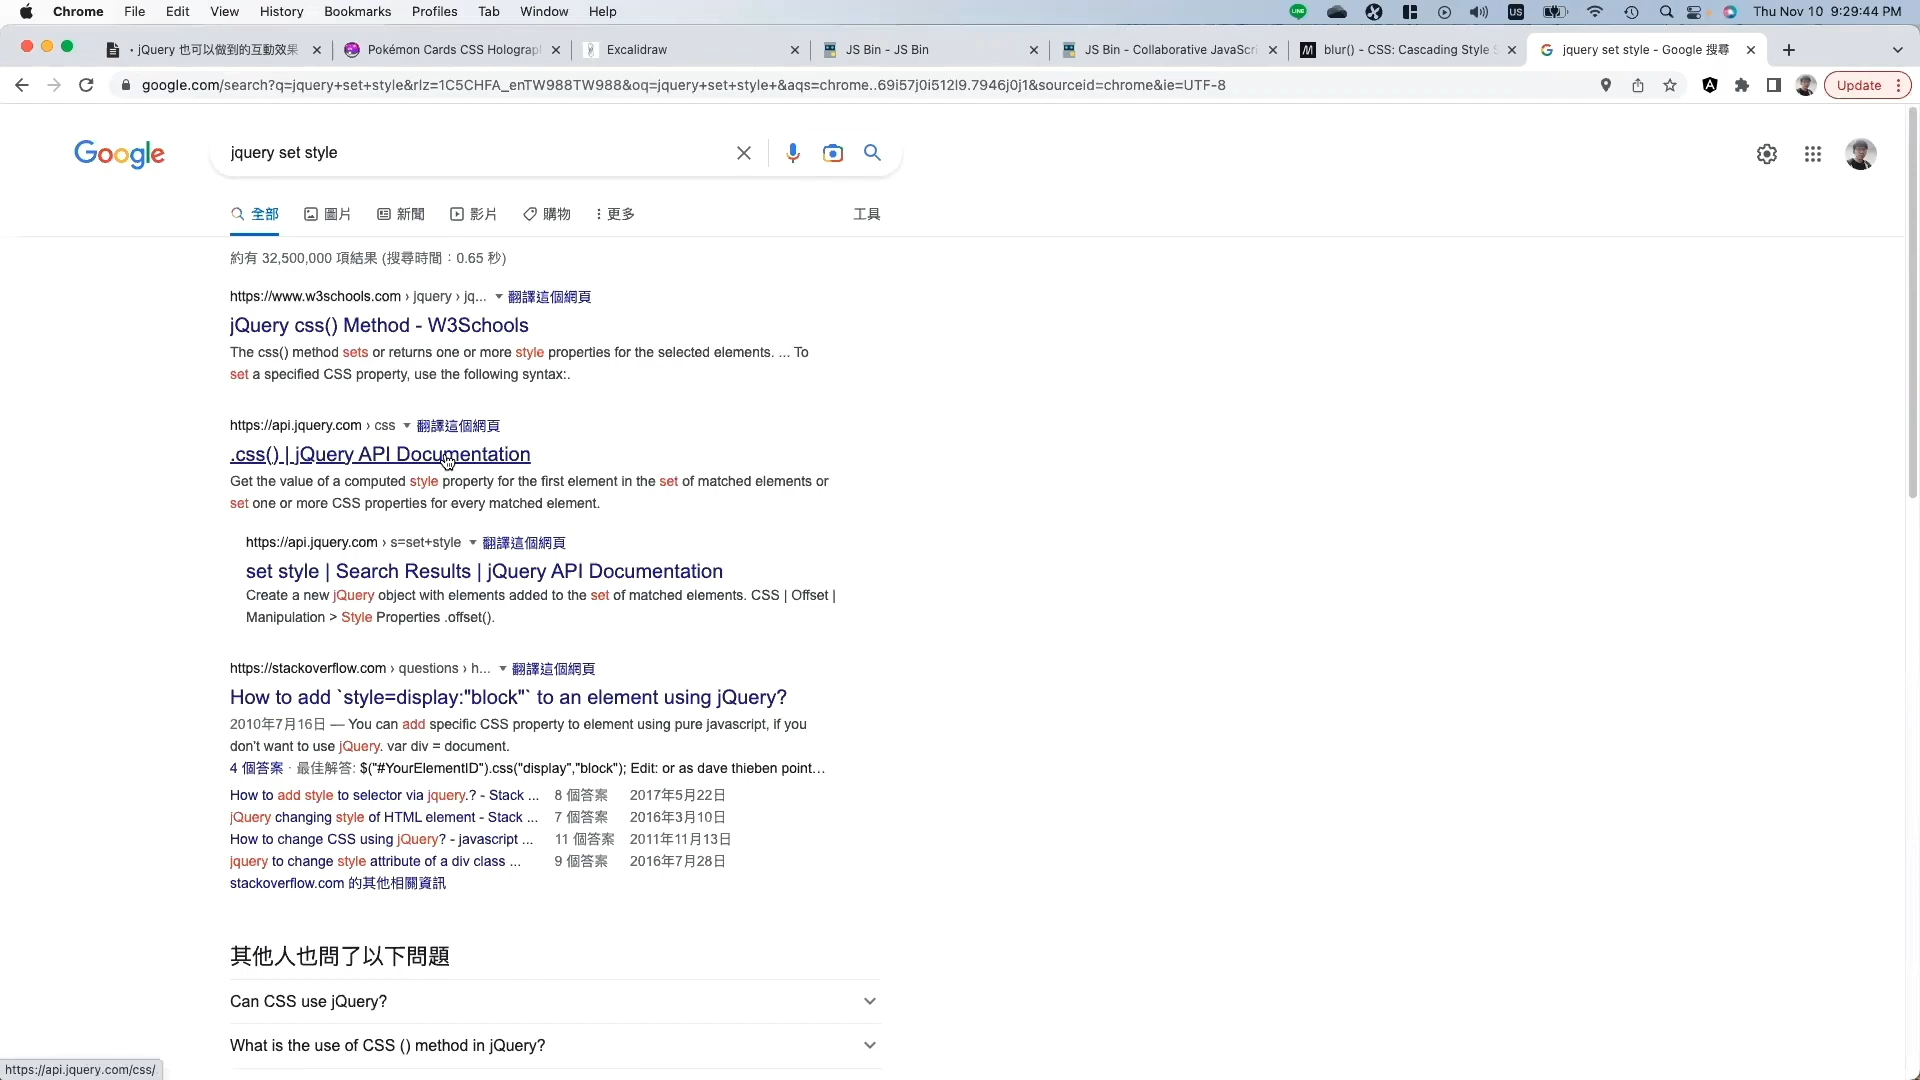 Chrome File Edit View History Bookmarks Profiles Tab Window Help
LINE US Thu Nov 10 9:29:44 PM
・jQuery 也可以做到的互動效果
Pokémon Cards CSS Holograph
Excalidraw
JS Bin - JS Bin
JS Bin - Collaborative JavaScri
blur() - CSS: Cascading Style S
jquery set style - Google 搜尋
google.com/search?q=jquery+set+style&rlz=1C5CHFA_enTW988TW988&oq=jquery+set+style+&aqs=chrome..69i57j0i512l9.7946j0j1&sourceid=chrome&ie=UTF-8
Update
Google
jquery set style
全部 圖片 新聞 影片 購物 更多 工具
約有 32,500,000 項結果 (搜尋時間：0.65 秒)
https://www.w3schools.com › jquery › jq... 翻譯這個網頁
jQuery css() Method - W3Schools
The css() method sets or returns one or more style properties for the selected elements. ... To
set a specified CSS property, use the following syntax:.
https://api.jquery.com › css 翻譯這個網頁
.css() | jQuery API Documentation
Get the value of a computed style property for the first element in the set of matched elements or
set one or more CSS properties for every matched element.
https://api.jquery.com › s=set+style 翻譯這個網頁
set style | Search Results | jQuery API Documentation
Create a new jQuery object with elements added to the set of matched elements. CSS | Offset |
Manipulation > Style Properties .offset().
https://stackoverflow.com › questions › h... 翻譯這個網頁
How to add `style=display:"block"` to an element using jQuery?
2010年7月16日 — You can add specific CSS property to element using pure javascript, if you
don't want to use jQuery. var div = document.
4 個答案 · 最佳解答: $("#YourElementID").css("display","block"); Edit: or as dave thieben point…
How to add style to selector via jquery.? - Stack ... 8 個答案 2017年5月22日
jQuery changing style of HTML element - Stack ... 7 個答案 2016年3月10日
How to change CSS using jQuery? - javascript ... 11 個答案 2011年11月13日
jquery to change style attribute of a div class ... 9 個答案 2016年7月28日
stackoverflow.com 的其他相關資訊
其他人也問了以下問題
Can CSS use jQuery?
What is the use of CSS () method in jQuery?
https://api.jquery.com/css/